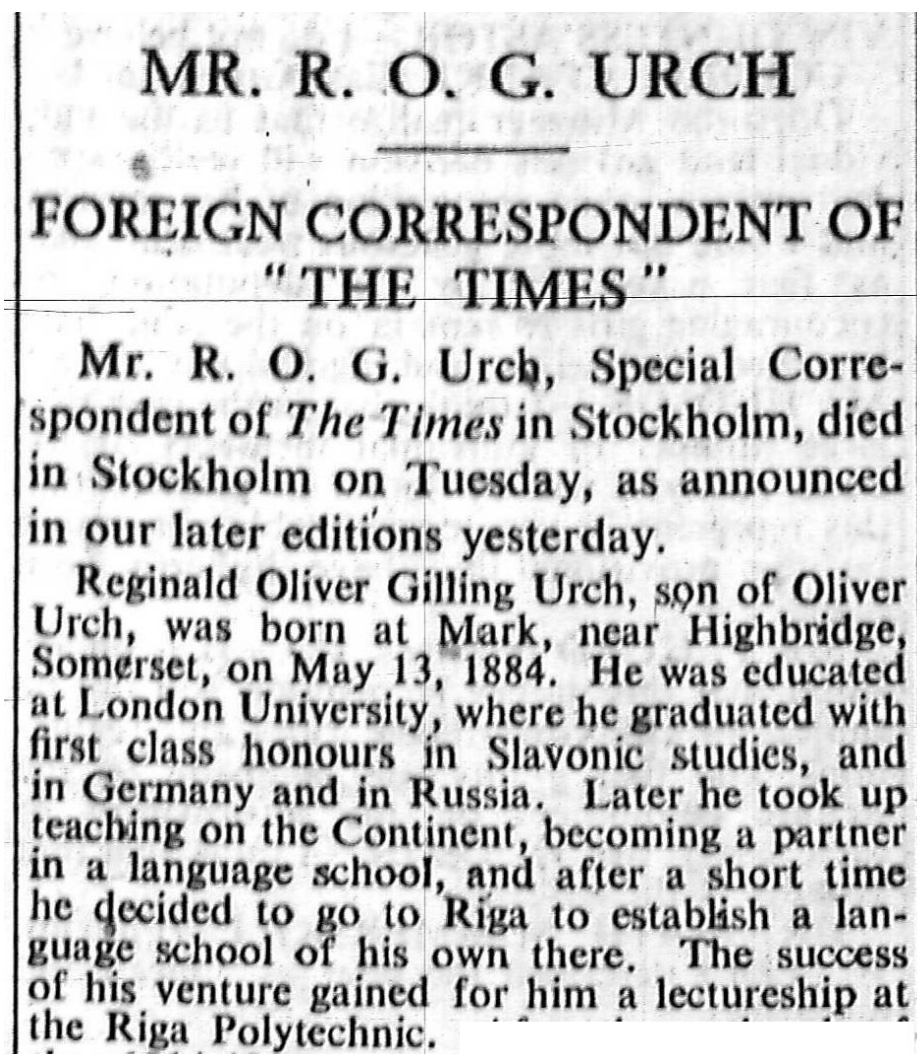 MR. R. O. G. URCH
FOREIGN CORRESPONDENT OF
"THE TIMES"
Mr. R. O. G. Urch, Special Corre-
spondent of The Times in Stockholm, died
in Stockholm on Tuesday, as announced
in our later editions yesterday.
Reginald Oliver Gilling Urch, son of Oliver
Urch, was born at Mark, near Highbridge,
Somerset, on May 13, 1884. He was educated
at London University, where he graduated with
first class honours in Slavonic studies, and
in Germany and in Russia. Later he took up
teaching on the Continent, becoming a partner
in a language school, and after a short time
he decided to go to Riga to establish a lan-
guage school of his own there. The success
of his venture gained for him a lectureship at
the Riga Polytechnic.